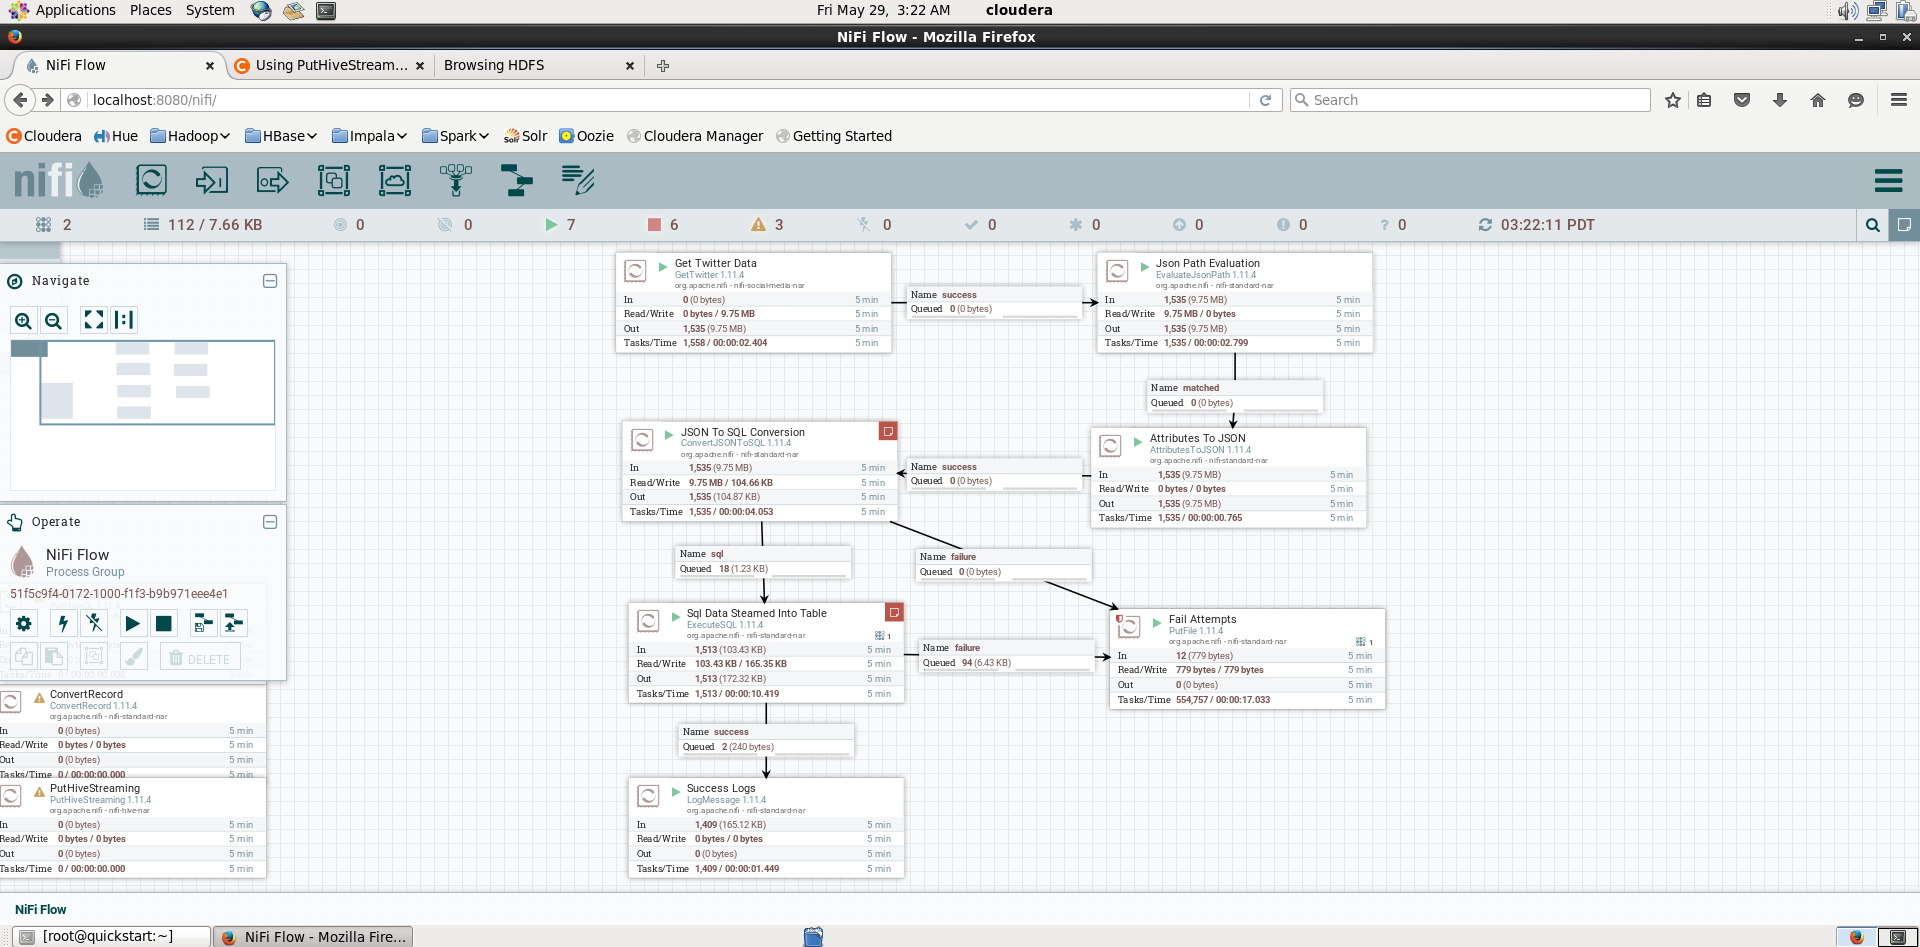 Applications Places System
Fri May 29, 3:22 AM cloudera
NiFi Flow - Mozilla Firefox
NiFi Flow
Using PutHiveStream...
Browsing HDFS
localhost:8080/nifi/
Search
Cloudera Hue Hadoop HBase Impala Spark Solr Oozie Cloudera Manager Getting Started
nifi
2 112 / 7.66 KB 0 0 7 6 3 0 0 0 0 0 ? 0 03:22:11 PDT
Navigate
Operate
NiFi Flow
Process Group
51f5c9f4-0172-1000-f1f3-b9b971eee4e1
DELETE
Get Twitter Data
GetTwitter 1.11.4
org.apache.nifi - nifi-social-media-nar
In 0 (0 bytes) 5 min
Read/Write 0 bytes / 9.75 MB 5 min
Out 1,535 (9.75 MB) 5 min
Tasks/Time 1,558 / 00:00:02.404 5 min
Name success
Queued 0 (0 bytes)
Json Path Evaluation
EvaluateJsonPath 1.11.4
org.apache.nifi - nifi-standard-nar
In 1,535 (9.75 MB) 5 min
Read/Write 9.75 MB / 0 bytes 5 min
Out 1,535 (9.75 MB) 5 min
Tasks/Time 1,535 / 00:00:02.799 5 min
Name matched
Queued 0 (0 bytes)
JSON To SQL Conversion
ConvertJSONToSQL 1.11.4
org.apache.nifi - nifi-standard-nar
In 1,535 (9.75 MB) 5 min
Read/Write 9.75 MB / 104.66 KB 5 min
Out 1,535 (104.87 KB) 5 min
Tasks/Time 1,535 / 00:00:04.053 5 min
Name success
Queued 0 (0 bytes)
Attributes To JSON
AttributesToJSON 1.11.4
org.apache.nifi - nifi-standard-nar
In 1,535 (9.75 MB) 5 min
Read/Write 0 bytes / 0 bytes 5 min
Out 1,535 (9.75 MB) 5 min
Tasks/Time 1,535 / 00:00:00.765 5 min
Name sql
Queued 18 (1.23 KB)
Name failure
Queued 0 (0 bytes)
Sql Data Steamed Into Table
ExecuteSQL 1.11.4
org.apache.nifi - nifi-standard-nar
1
In 1,513 (103.43 KB) 5 min
Read/Write 103.43 KB / 165.35 KB 5 min
Out 1,513 (172.32 KB) 5 min
Tasks/Time 1,513 / 00:00:10.419 5 min
Name failure
Queued 94 (6.43 KB)
Fail Attempts
PutFile 1.11.4
org.apache.nifi - nifi-standard-nar
1
In 12 (779 bytes) 5 min
Read/Write 779 bytes / 779 bytes 5 min
Out 0 (0 bytes) 5 min
Tasks/Time 554,757 / 00:00:17.033 5 min
ConvertRecord
ConvertRecord 1.11.4
org.apache.nifi - nifi-standard-nar
In 0 (0 bytes) 5 min
Read/Write 0 bytes / 0 bytes 5 min
Out 0 (0 bytes) 5 min
Tasks/Time 0 / 00:00:00.000 5 min
Name success
Queued 2 (240 bytes)
PutHiveStreaming
PutHiveStreaming 1.11.4
org.apache.nifi - nifi-hive-nar
In 0 (0 bytes) 5 min
Read/Write 0 bytes / 0 bytes 5 min
Out 0 (0 bytes) 5 min
Tasks/Time 0 / 00:00:00.000 5 min
Success Logs
LogMessage 1.11.4
org.apache.nifi - nifi-standard-nar
In 1,409 (165.12 KB) 5 min
Read/Write 0 bytes / 0 bytes 5 min
Out 0 (0 bytes) 5 min
Tasks/Time 1,409 / 00:00:01.449 5 min
NiFi Flow
[root@quickstart:~]
NiFi Flow - Mozilla Fire...